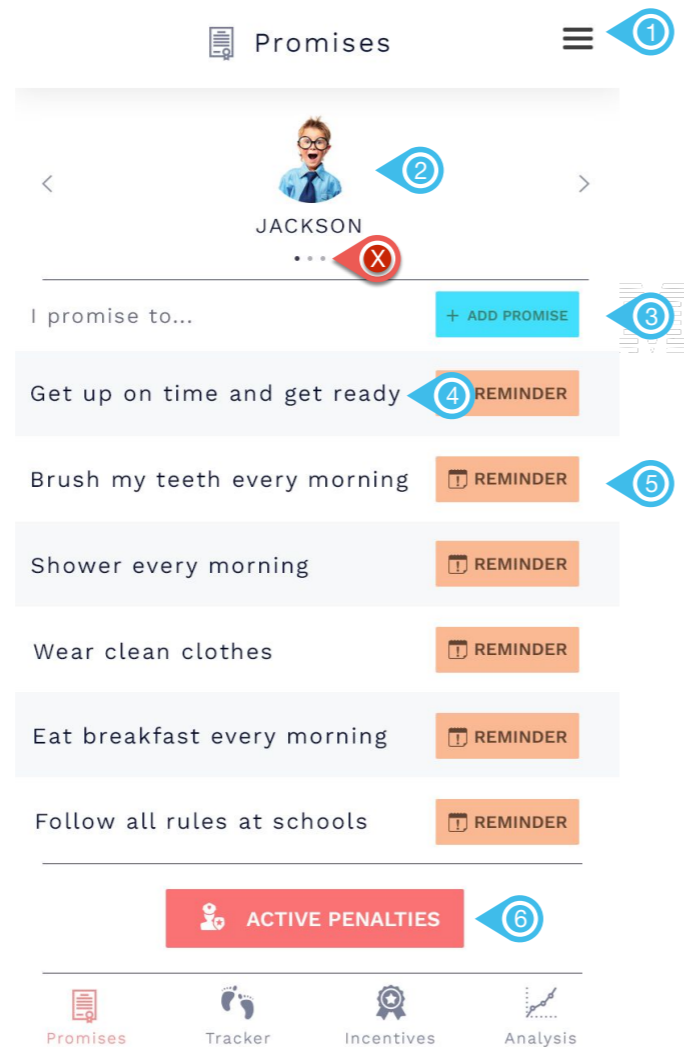 Promises
1
2
JACKSON
X
I promise to...
+ ADD PROMISE
3
Get up on time and get ready
4
REMINDER
Brush my teeth every morning
REMINDER
5
Shower every morning
REMINDER
Wear clean clothes
REMINDER
Eat breakfast every morning
REMINDER
Follow all rules at schools
REMINDER
ACTIVE PENALTIES
6
Promises Tracker Incentives Analysis